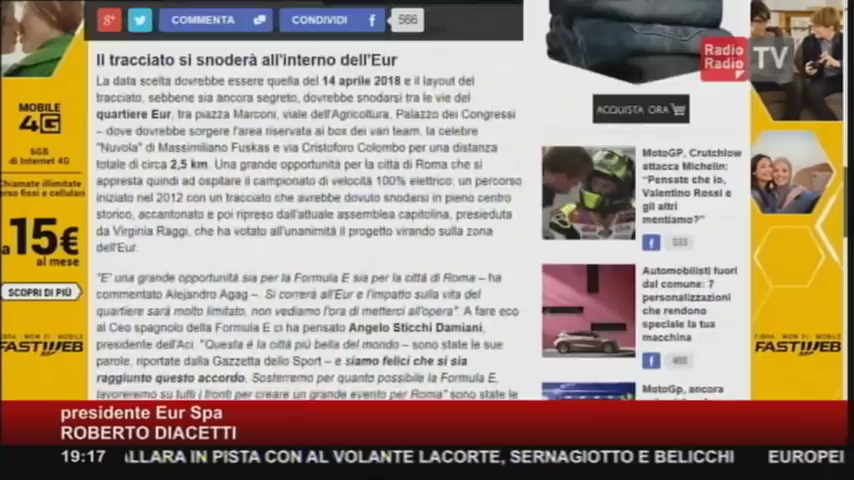 g+
COMMENTA
CONDIVIDI
f
566
Il tracciato si snoderà all'interno dell'Eur
La data scelta dovrebbe essere quella del 14 aprile 2018 e il layout del
tracciato, sebbene sia ancora segreto, dovrebbe snodarsi tra le vie del
quartiere Eur, tra piazza Marconi, viale dell'Agricoltura, Palazzo dei Congressi
– dove dovrebbe sorgere l'area riservata ai box dei vari team, la celebre
"Nuvola" di Massimiliano Fuskas e via Cristoforo Colombo per una distanza
totale di circa 2,5 km. Una grande opportunità per la città di Roma che si
appresta quindi ad ospitare il campionato di velocità 100% elettrico; un percorso
iniziato nel 2012 con un tracciato che avrebbe dovuto snodarsi in pieno centro
storico, accantonato e poi ripreso dall'attuale assemblea capitolina, presieduta
da Virginia Raggi, che ha votato all'unanimità il progetto virando sulla zona
dell'Eur.
"E' una grande opportunità sia per la Formula E sia per la città di Roma – ha
commentato Alejandro Agag –. Si correrà all'Eur e l'impatto sulla vita del
quartiere sarà molto limitato, non vediamo l'ora di metterci all'opera". A fare eco
al Ceo spagnolo della Formula E ci ha pensato Angelo Sticchi Damiani,
presidente dell'Aci. "Questa è la città più bella del mondo – sono state le sue
parole, riportate dalla Gazzetta dello Sport – e siamo felici che si sia
raggiunto questo accordo. Sosterremo per quanto possibile la Formula E,
lavoreremo su tutti i fronti per creare un grande evento per Roma" sono state le
MOBILE
4G
6GB
di Internet 4G
Chiamate illimitate
verso fissi e cellulari
a 15€
al mese
SCOPRI DI PIÙ
FIBRA WI-FI MOBILE
FASTWEB
Radio
Radio
TV
ACQUISTA ORA
MotoGP, Crutchlow
attacca Michelin:
"Pensate che io,
Valentino Rossi e
gli altri
mentiamo?"
f
Automobilisti fuori
dal comune: 7
personalizzazioni
che rendono
speciale la tua
macchina
f
MotoGp, ancora
FIBRA WI-FI MOBILE
FASTWEB
presidente Eur Spa
ROBERTO DIACETTI
19:17 ALLARA IN PISTA CON AL VOLANTE LACORTE, SERNAGIOTTO E BELICCHI EUROPEI